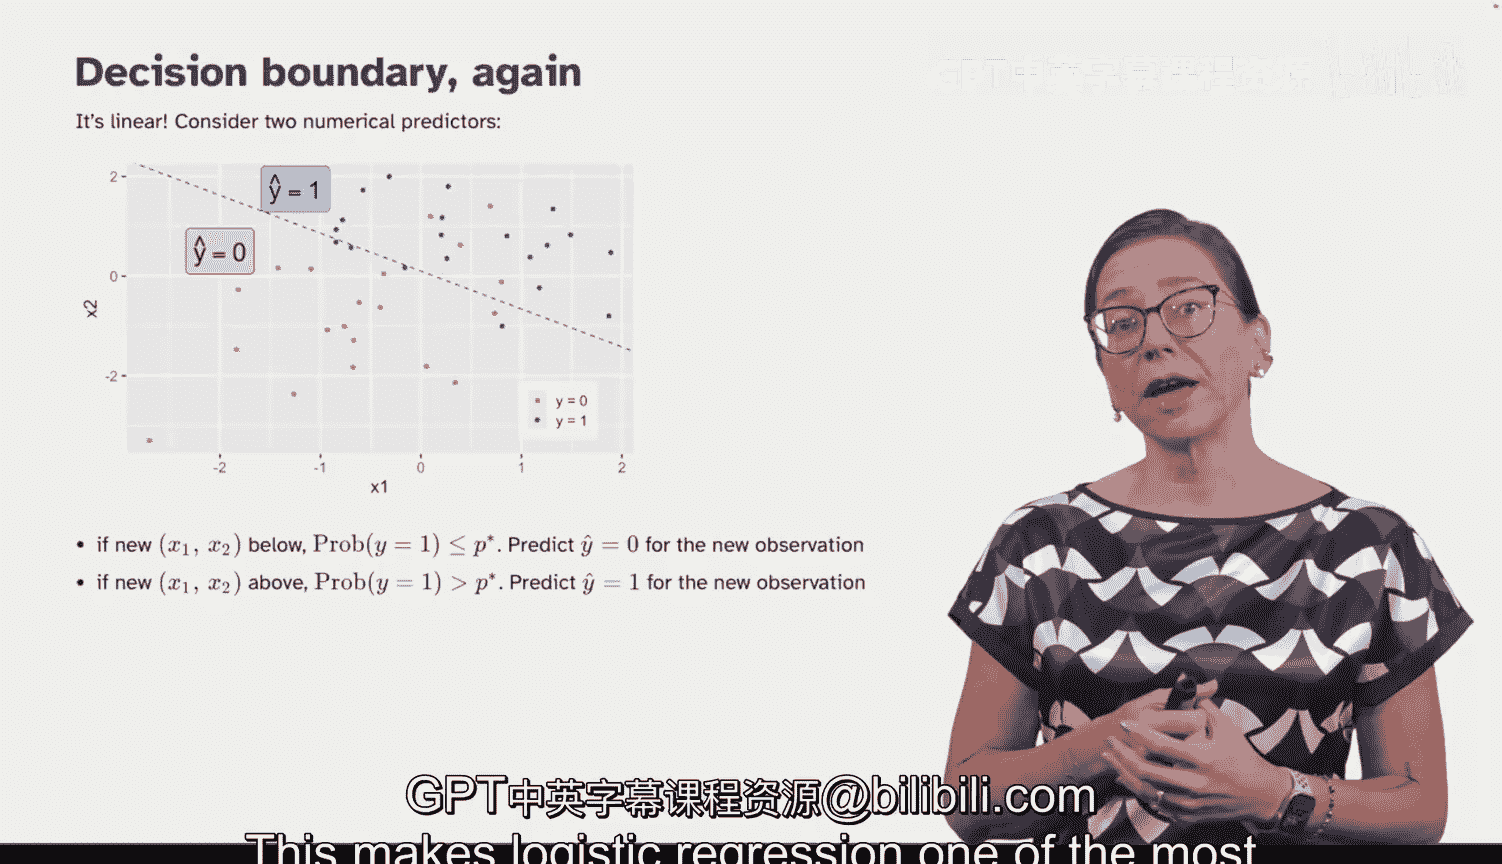 Decision boundary, again
It's linear! Consider two numerical predictors:
2
0
-2
x2
ŷ = 1
ŷ = 0
y = 0
y = 1
-2 -1 0 1 2
x1
• if new (x₁, x₂) below, Prob(y = 1) ≤ p*. Predict ŷ = 0 for the new observation
• if new (x₁, x₂) above, Prob(y = 1) > p*. Predict ŷ = 1 for the new observation
GPT中英字幕课程资源@bilibili.com
This makes logistic regression one of the most